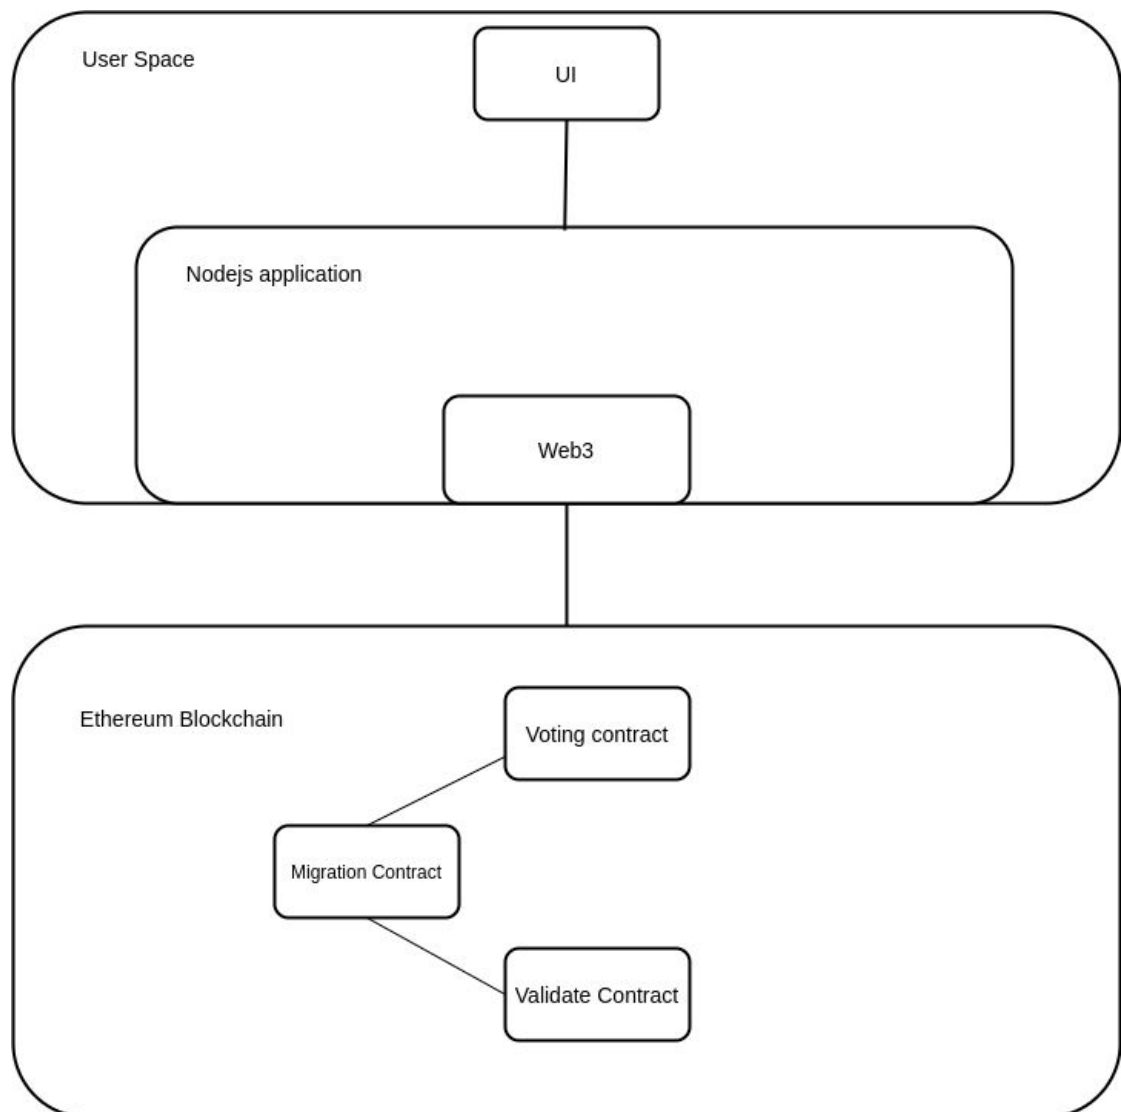 User Space
UI
Nodejs application
Web3
Ethereum Blockchain
Voting contract
Migration Contract
Validate Contract